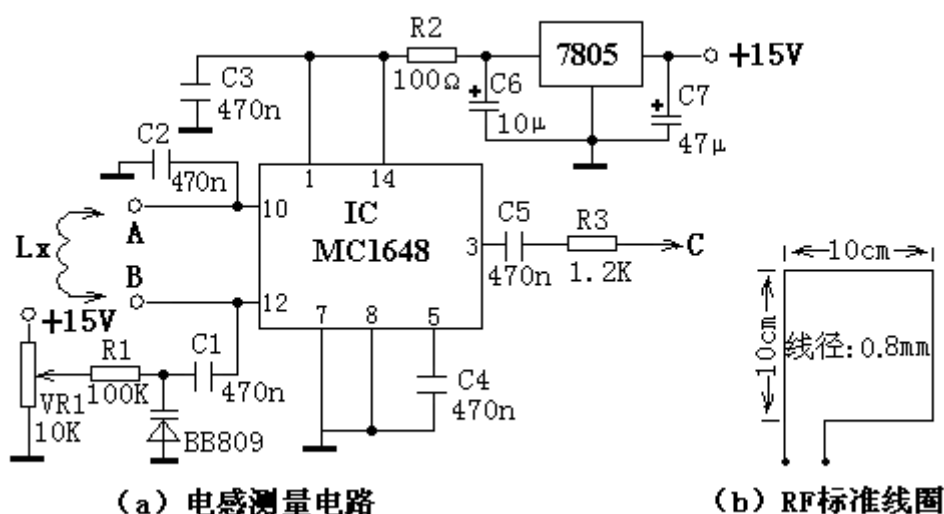 R2
100Ω
7805
+15V
C3
470n
C6
10μ
C7
47μ
C2
470n
1
14
10
IC
MC1648
3
C5
470n
R3
1.2K
C
A
Lx
B
12
7
8
5
+15V
R1
100K
C1
470n
VR1
10K
BB809
C4
470n
10cm
10cm
线径:0.8mm
(a) 电感测量电路
(b) RF标准线圈